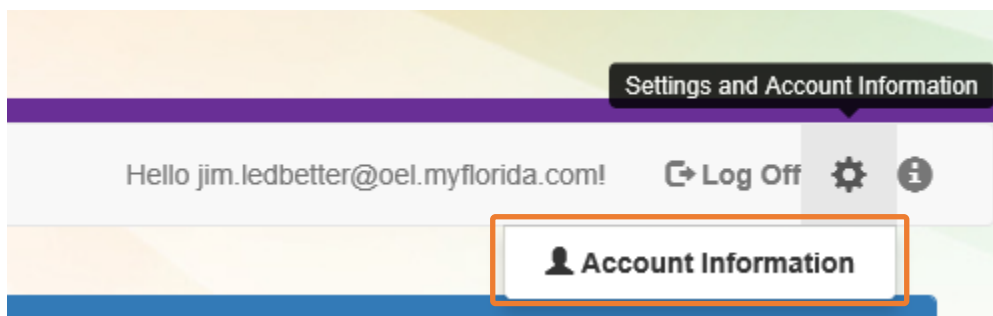 Settings and Account Information
Hello jim.ledbetter@oel.myflorida.com! Log Off
Account Information